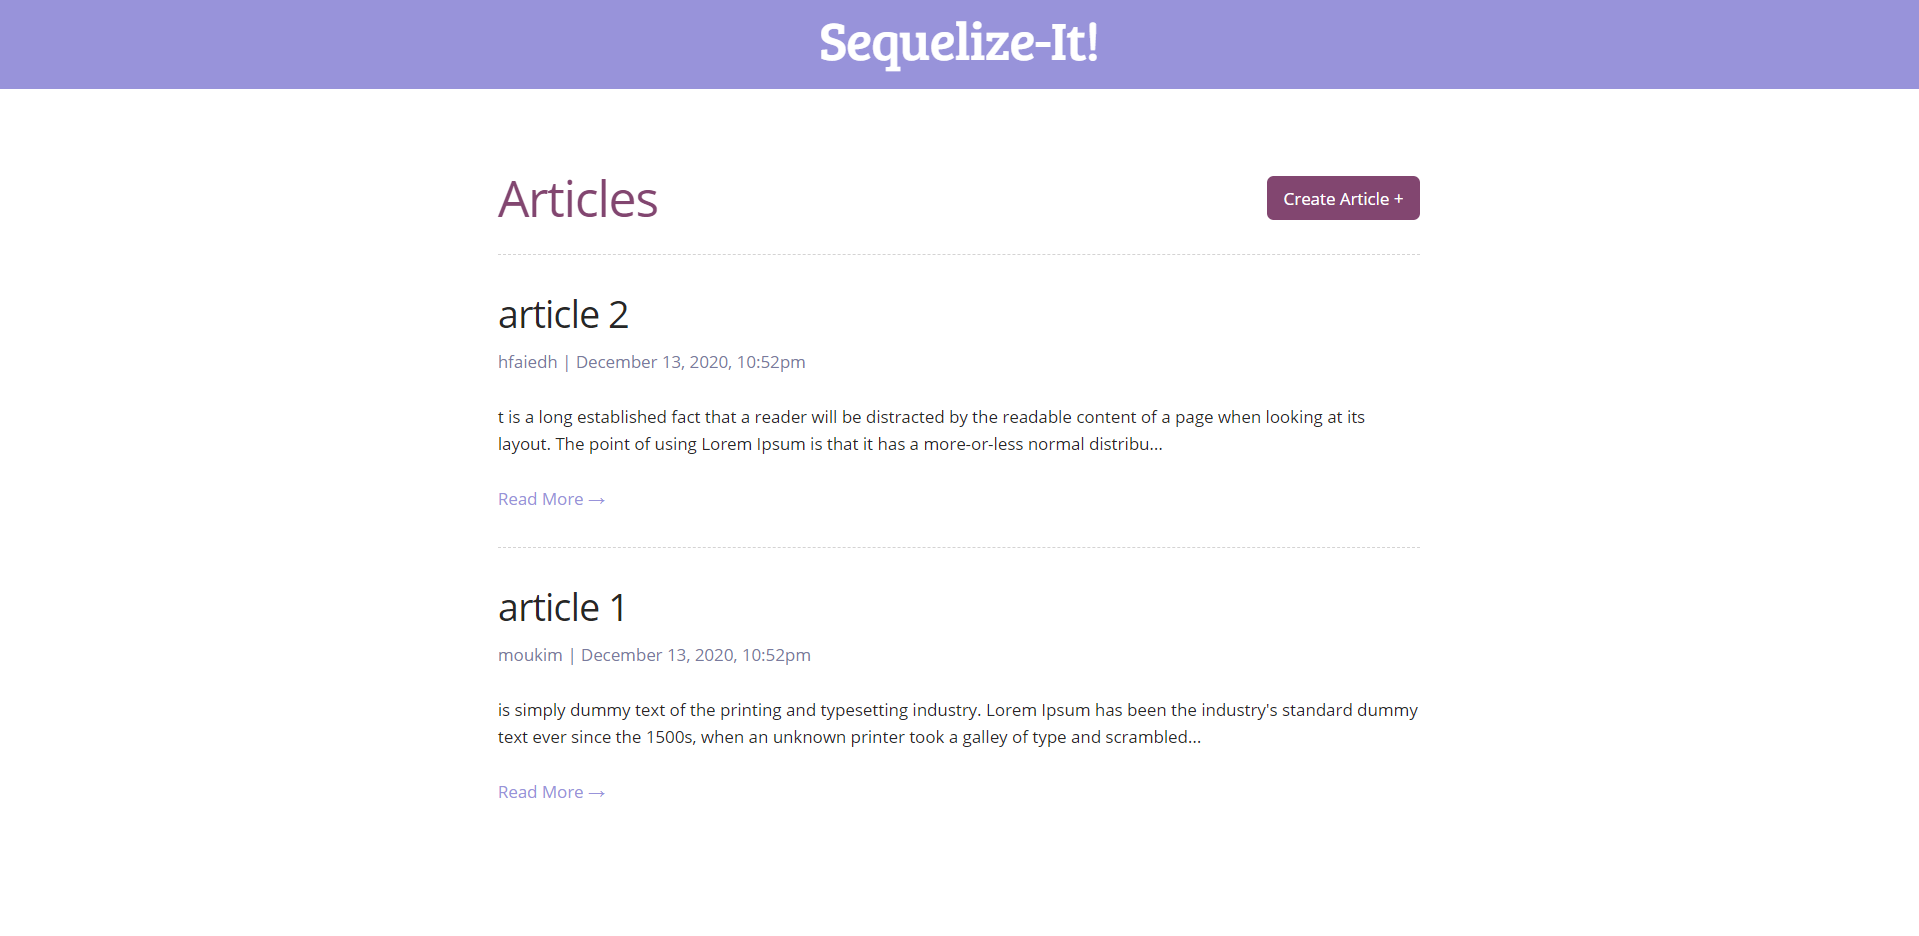 Sequelize-It!
Articles
Create Article +
article 2
hfaiedh | December 13, 2020, 10:52pm
t is a long established fact that a reader will be distracted by the readable content of a page when looking at its
layout. The point of using Lorem Ipsum is that it has a more-or-less normal distribu...
Read More →
article 1
moukim | December 13, 2020, 10:52pm
is simply dummy text of the printing and typesetting industry. Lorem Ipsum has been the industry's standard dummy
text ever since the 1500s, when an unknown printer took a galley of type and scrambled...
Read More →